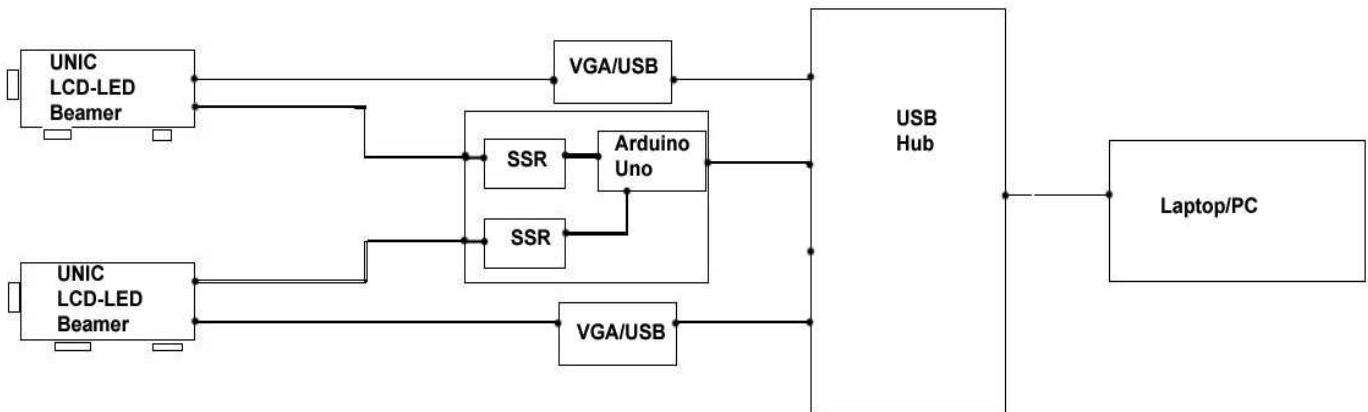 UNIC
LCD-LED
Beamer
VGA/USB
SSR
Arduino
Uno
SSR
UNIC
LCD-LED
Beamer
VGA/USB
USB
Hub
Laptop/PC